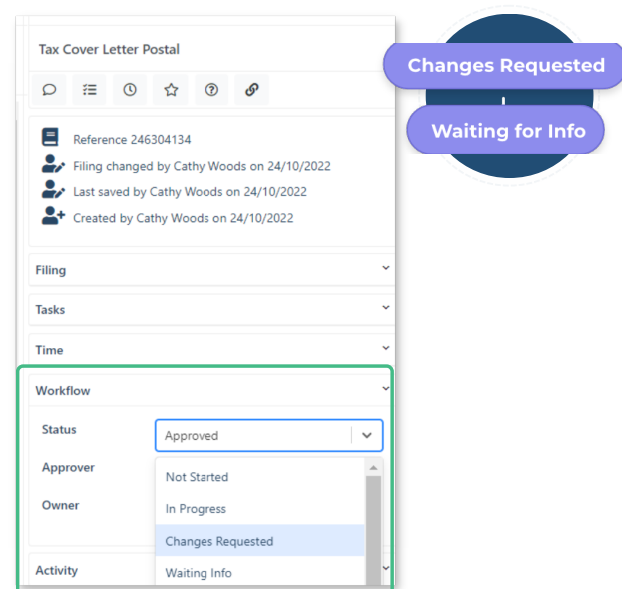 Tax Cover Letter Postal
Reference 246304134
Filing changed by Cathy Woods on 24/10/2022
Last saved by Cathy Woods on 24/10/2022
Created by Cathy Woods on 24/10/2022
Filing
Tasks
Time
Workflow
Status
Approved
Approver
Owner
Not Started
In Progress
Changes Requested
Waiting Info
Activity
Changes Requested
Waiting for Info